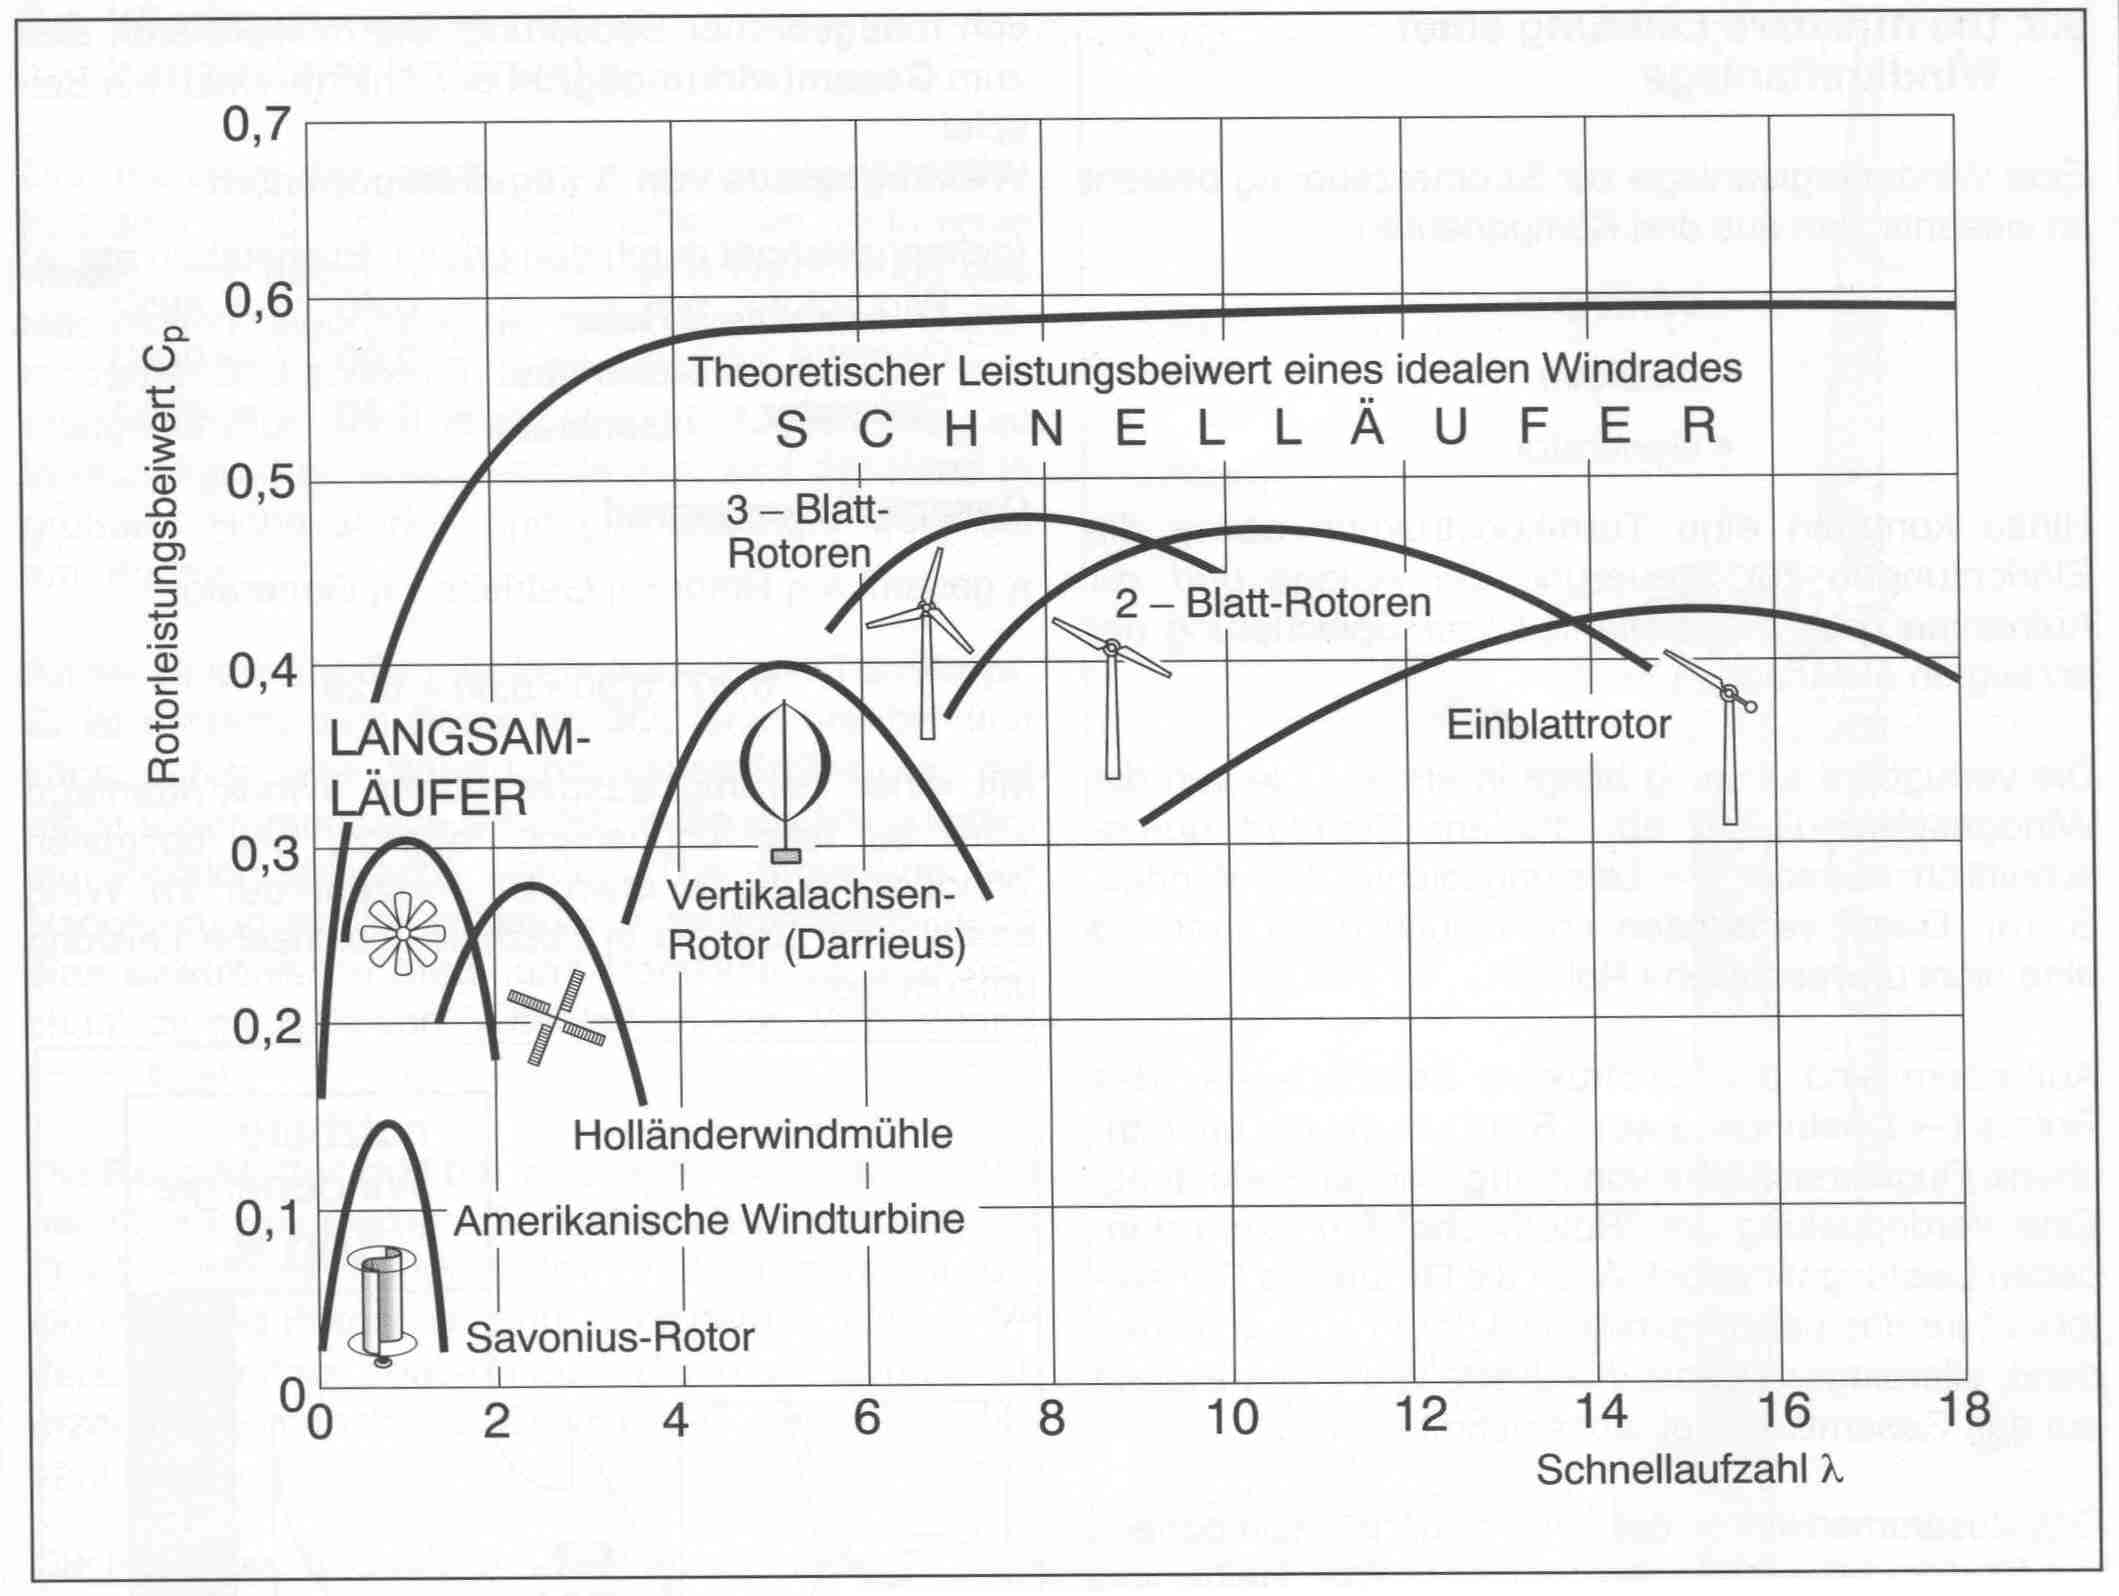 0,7
0,6
0,5
0,4
0,3
0,2
0,1
0
Rotorleistungsbeiwert Cp
Theoretischer Leistungsbeiwert eines idealen Windrades
SCHNELLÄUFER
3 – Blatt-
Rotoren
2 – Blatt-Rotoren
Einblattrotor
LANGSAM-
LÄUFER
Vertikalachsen-
Rotor (Darrieus)
Holländerwindmühle
Amerikanische Windturbine
Savonius-Rotor
0 2 4 6 8 10 12 14 16 18
Schnellaufzahl λ